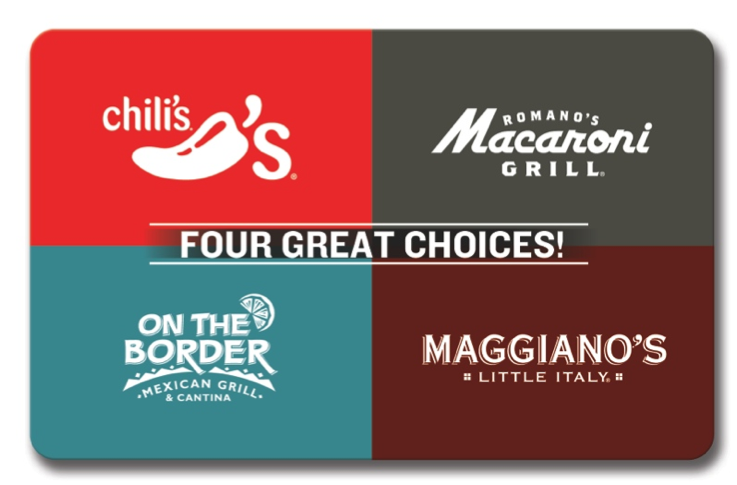 chili's
's
ROMANO'S
Macaroni
GRILL
FOUR GREAT CHOICES!
ON THE
BORDER
·MEXICAN GRILL·
& CANTINA
MAGGIANO'S
LITTLE ITALY